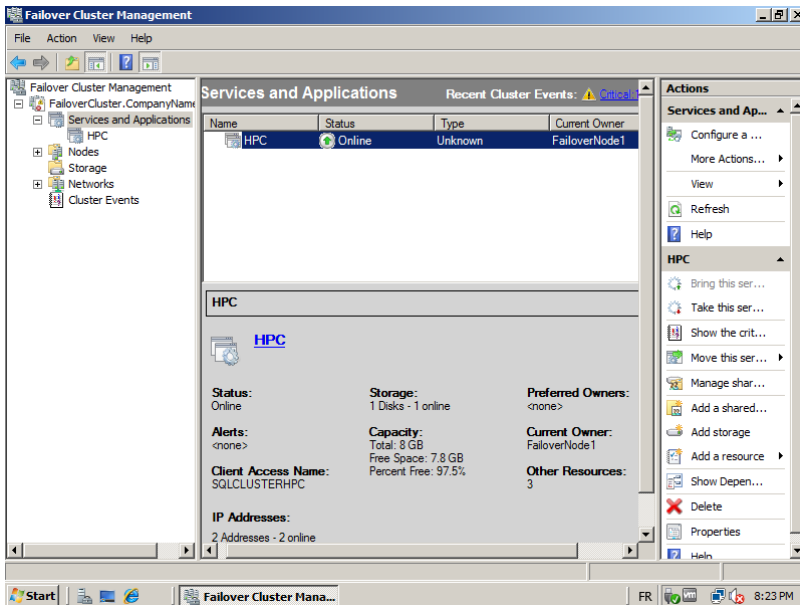 Failover Cluster Management
File Action View Help
Failover Cluster Management
FailoverCluster.CompanyName
Services and Applications
HPC
Nodes
Storage
Networks
Cluster Events
Services and Applications Recent Cluster Events: Critical:
Name Status Type Current Owner
HPC Online Unknown FailoverNode1
HPC
HPC
Status: Storage: Preferred Owners:
Online 1 Disks - 1 online <none>
Alerts: Capacity: Current Owner:
<none> Total: 8 GB FailoverNode1
Free Space: 7.8 GB
Client Access Name: Percent Free: 97.5% Other Resources:
SQLCLUSTERHPC 3
IP Addresses:
2 Addresses - 2 online
Actions
Services and Ap...
Configure a ...
More Actions...
View
Refresh
Help
HPC
Bring this ser...
Take this ser...
Show the crit...
Move this ser...
Manage shar...
Add a shared...
Add storage
Add a resource
Show Depen...
Delete
Properties
Help
Start Failover Cluster Mana... FR 8:23 PM